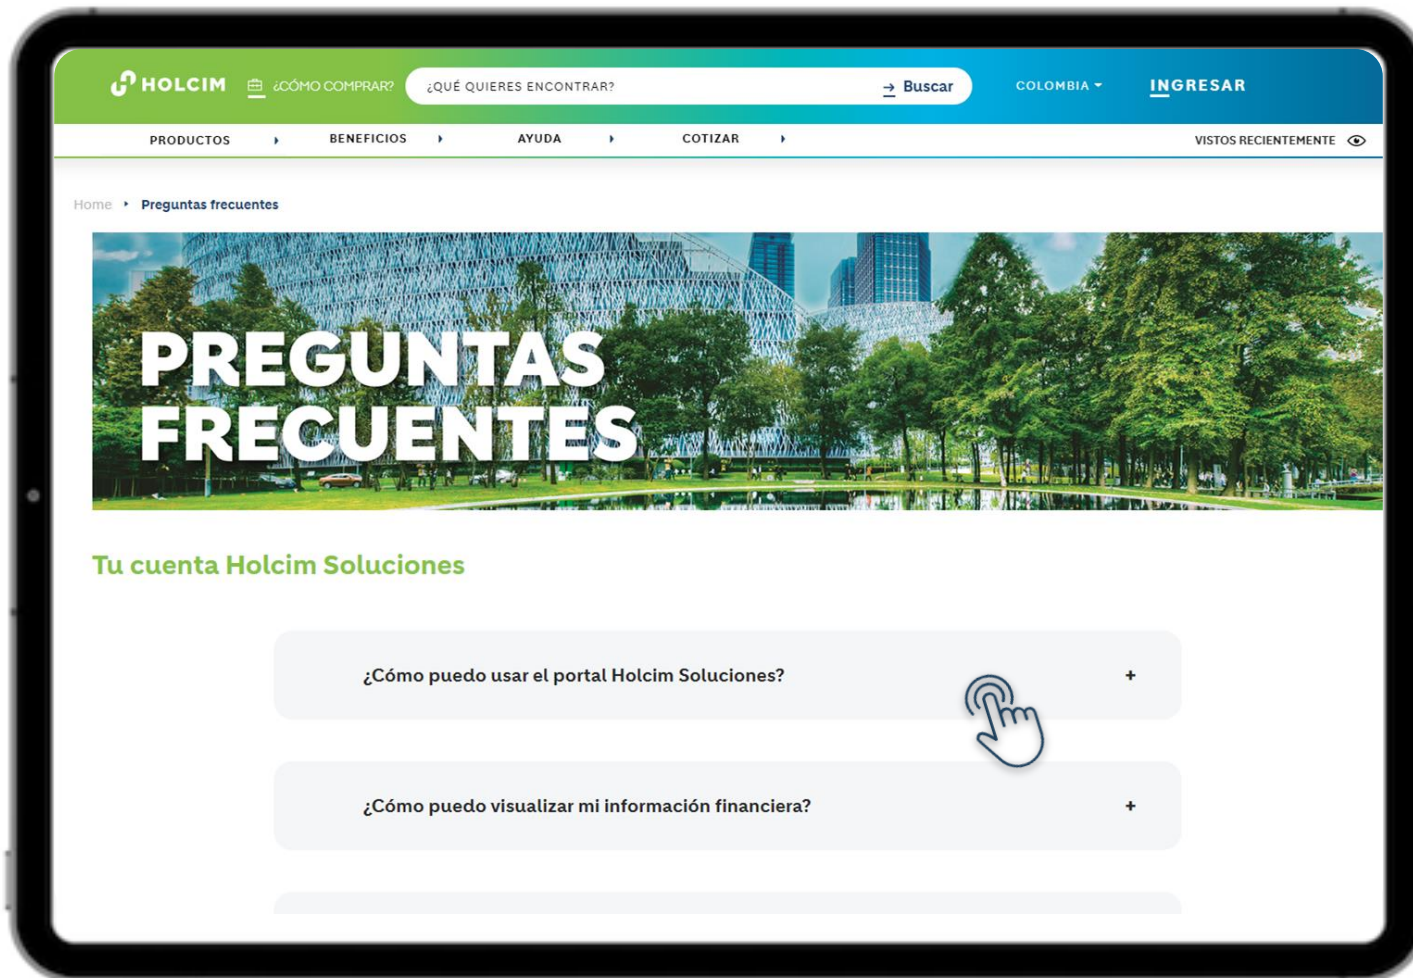 HOLCIM ¿CÓMO COMPRAR? ¿QUÉ QUIERES ENCONTRAR? Buscar COLOMBIA INGRESAR
PRODUCTOS BENEFICIOS AYUDA COTIZAR VISTOS RECIENTEMENTE
Home Preguntas frecuentes
PREGUNTAS
FRECUENTES
Tu cuenta Holcim Soluciones
¿Cómo puedo usar el portal Holcim Soluciones? +
¿Cómo puedo visualizar mi información financiera? +